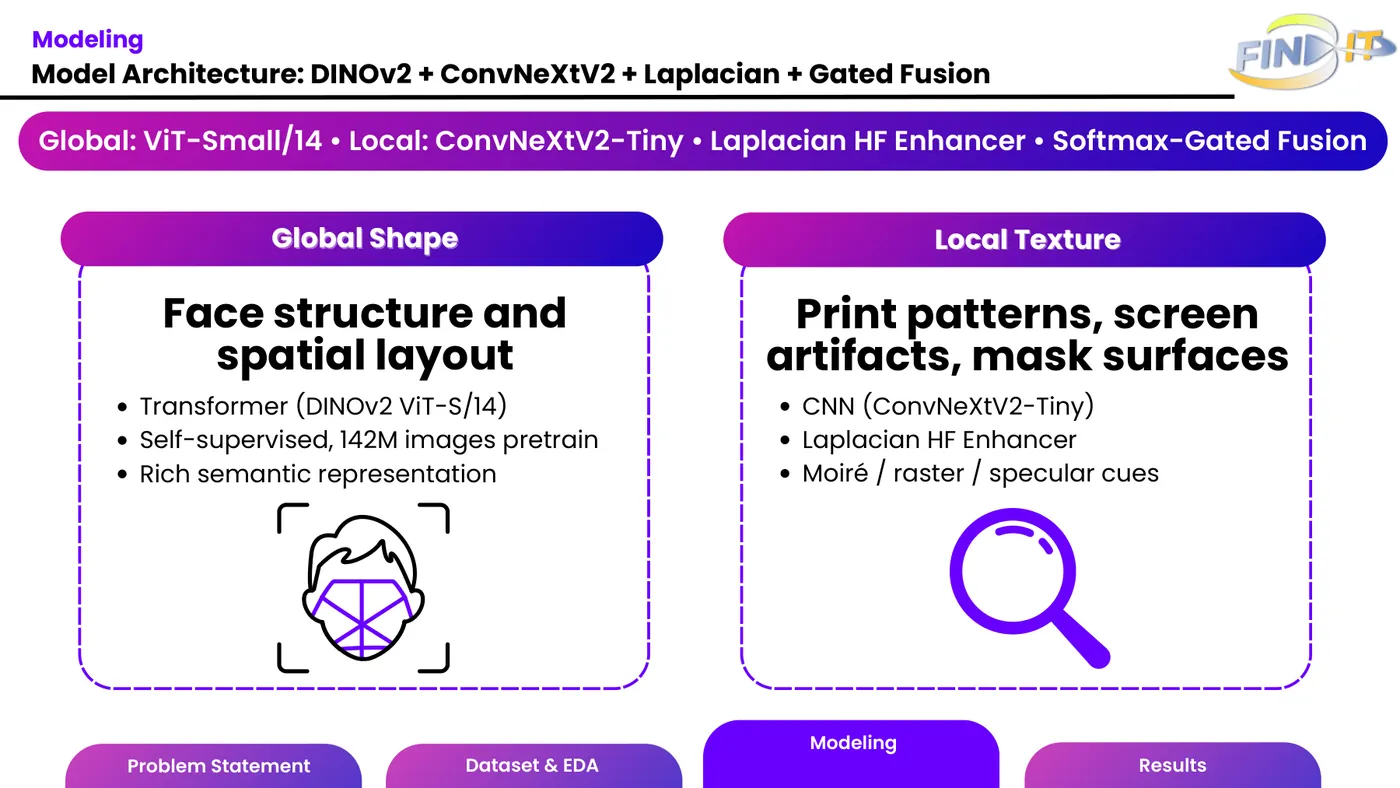 Modeling
Model Architecture: DINOv2 + ConvNeXtV2 + Laplacian + Gated Fusion
FIND IT
Global: ViT-Small/14 • Local: ConvNeXtV2-Tiny • Laplacian HF Enhancer • Softmax-Gated Fusion
Global Shape
Face structure and
spatial layout
• Transformer (DINOv2 ViT-S/14)
• Self-supervised, 142M images pretrain
• Rich semantic representation
Local Texture
Print patterns, screen
artifacts, mask surfaces
• CNN (ConvNeXtV2-Tiny)
• Laplacian HF Enhancer
• Moiré / raster / specular cues
Problem Statement
Dataset & EDA
Modeling
Results